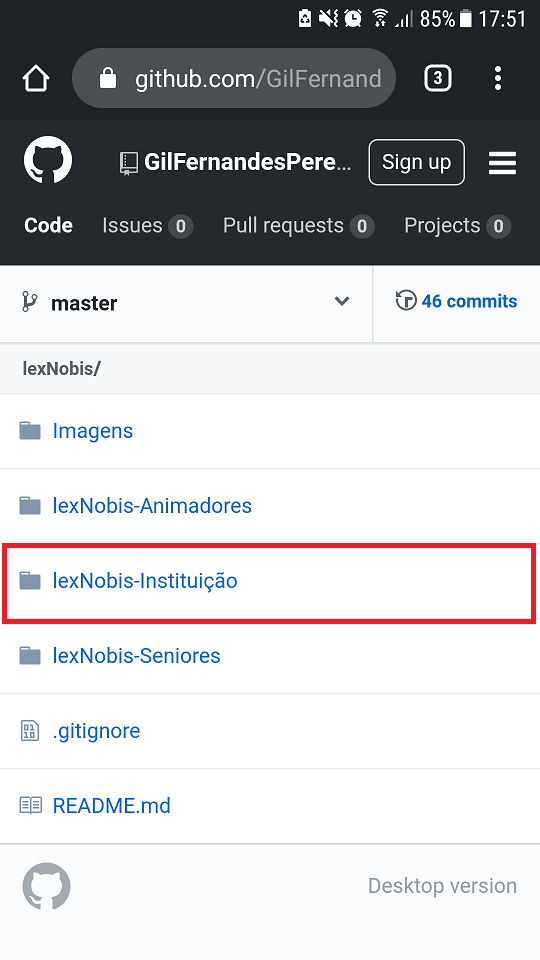 85% 17:51
github.com/GilFernand
3
GilFernandesPere... Sign up
Code Issues 0 Pull requests 0 Projects 0
master 46 commits
lexNobis/
Imagens
lexNobis-Animadores
lexNobis-Instituição
lexNobis-Seniores
.gitignore
README.md
Desktop version